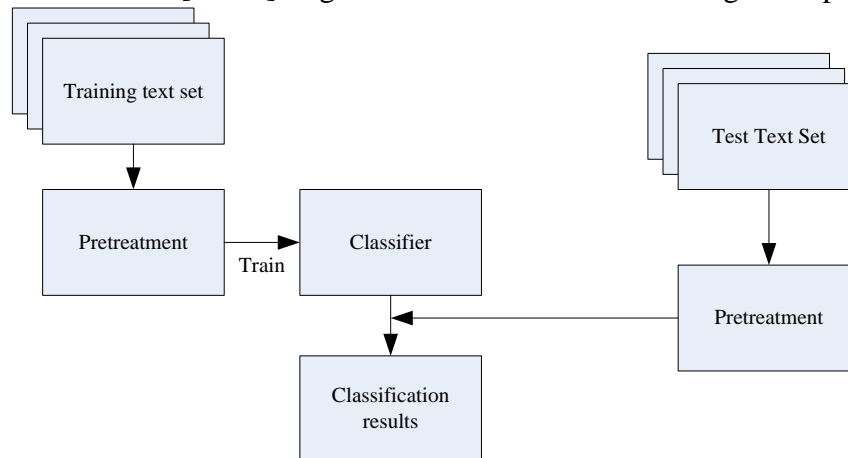 Training text set
Test Text Set
Pretreatment
Train
Classifier
Pretreatment
Classification
results